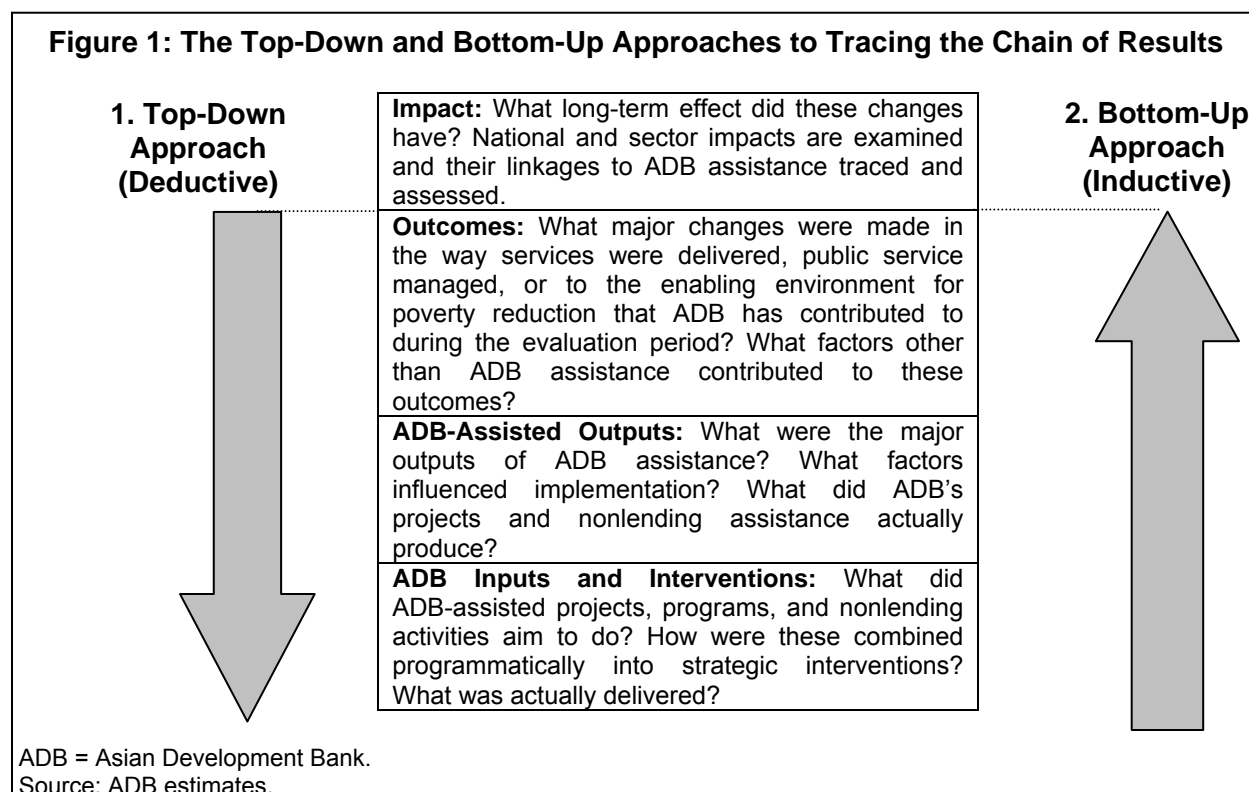 Figure 1: The Top-Down and Bottom-Up Approaches to Tracing the Chain of Results
1. Top-Down
Approach
(Deductive)
Impact: What long-term effect did these changes
have? National and sector impacts are examined
and their linkages to ADB assistance traced and
assessed.
Outcomes: What major changes were made in
the way services were delivered, public service
managed, or to the enabling environment for
poverty reduction that ADB has contributed to
during the evaluation period? What factors other
than ADB assistance contributed to these
outcomes?
ADB-Assisted Outputs: What were the major
outputs of ADB assistance? What factors
influenced implementation? What did ADB’s
projects and nonlending assistance actually
produce?
ADB Inputs and Interventions: What did
ADB-assisted projects, programs, and nonlending
activities aim to do? How were these combined
programmatically into strategic interventions?
What was actually delivered?
2. Bottom-Up
Approach
(Inductive)
ADB = Asian Development Bank.
Source: ADB estimates.